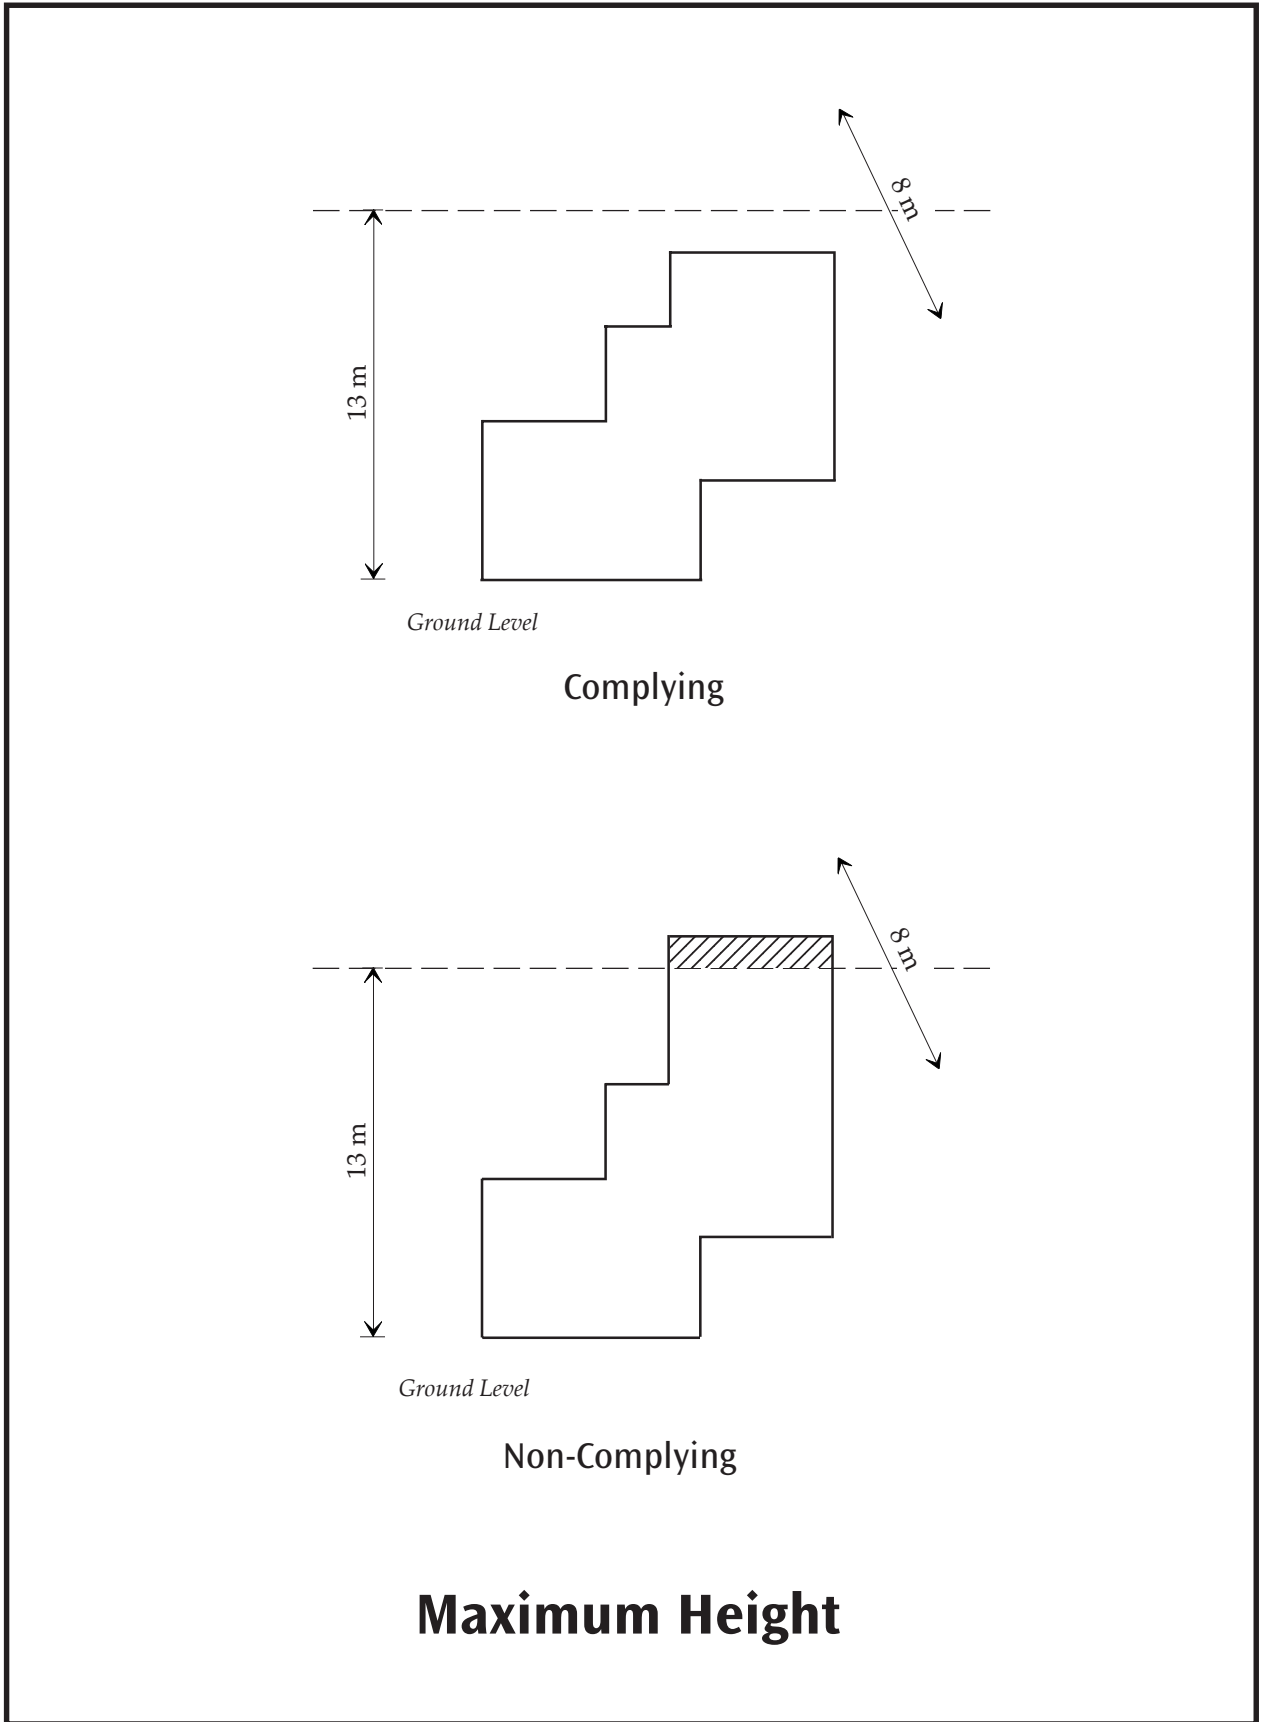 8 m
13 m
Ground Level
Complying
8 m
13 m
Ground Level
Non-Complying
Maximum Height